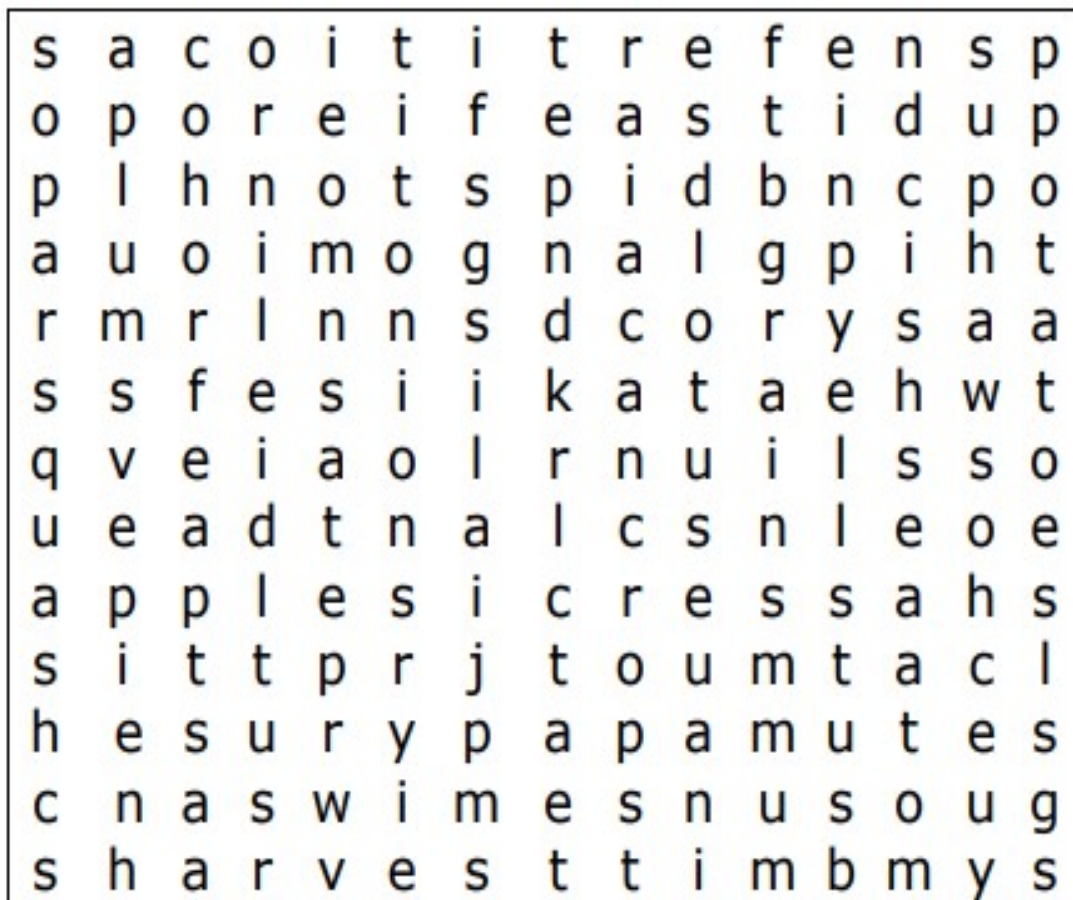 s a c o i t i t r e f e n s p
o p o r e i f e a s t i d u p
p l h n o t s p i d b n c p o
a u o i m o g n a l g p i h t
r m r l n n s d c o r y s a a
s s f e s i i k a t a e h w t
q v e i a o l r n u i l s s o
u e a d t n a l c s n l e o e
a p p l e s i c r e s s a h s
s i t t p r j t o u m t a c l
h e s u r y p a p a m u t e s
c n a s w i m e s n u s o u g
s h a r v e s t t i m b m y s